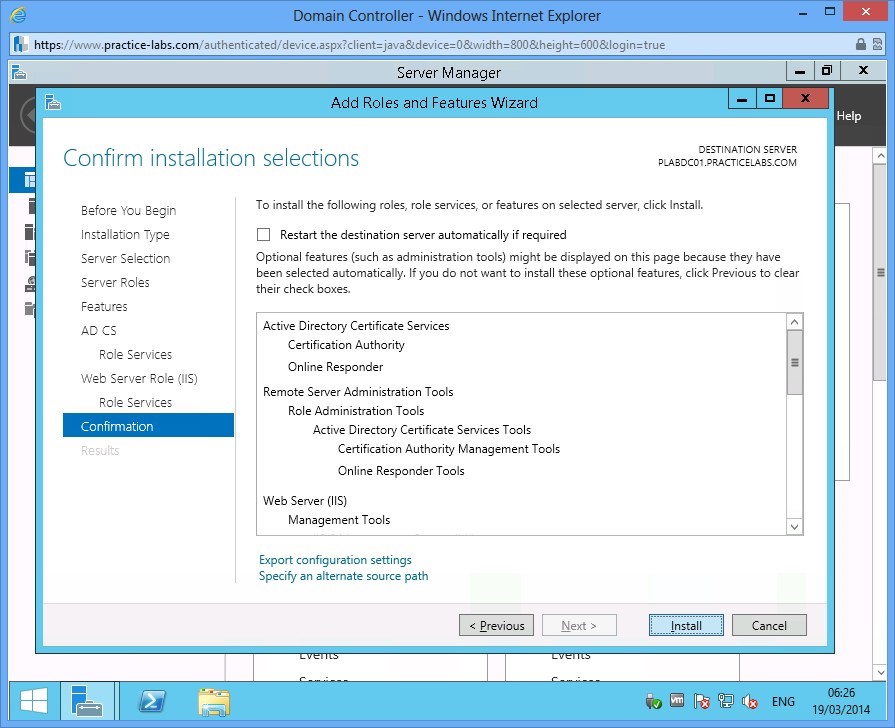 Domain Controller - Windows Internet Explorer
https://www.practice-labs.com/authenticated/device.aspx?client=java&device=0&width=800&height=600&login=true
Server Manager
Add Roles and Features Wizard
Help
Confirm installation selections
DESTINATION SERVER
PLABDC01.PRACTICELABS.COM
Before You Begin
Installation Type
Server Selection
Server Roles
Features
AD CS
Role Services
Web Server Role (IIS)
Role Services
Confirmation
Results
To install the following roles, role services, or features on selected server, click Install.
Restart the destination server automatically if required
Optional features (such as administration tools) might be displayed on this page because they have
been selected automatically. If you do not want to install these optional features, click Previous to clear
their check boxes.
Active Directory Certificate Services
Certification Authority
Online Responder
Remote Server Administration Tools
Role Administration Tools
Active Directory Certificate Services Tools
Certification Authority Management Tools
Online Responder Tools
Web Server (IIS)
Management Tools
Export configuration settings
Specify an alternate source path
< Previous
Next >
Install
Cancel
Events
Events
Services
Services
ENG
06:26
19/03/2014